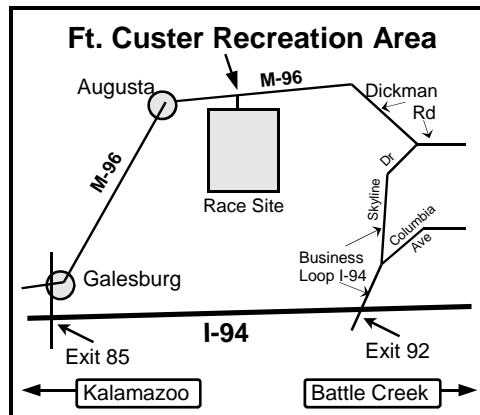 Ft. Custer Recreation Area
M-96
Augusta
Dickman
Rd
M-96
Dr
Race Site
Skyline
Columbia
Ave
Business
Loop I-94
Galesburg
I-94
Exit 85
Exit 92
Kalamazoo
Battle Creek